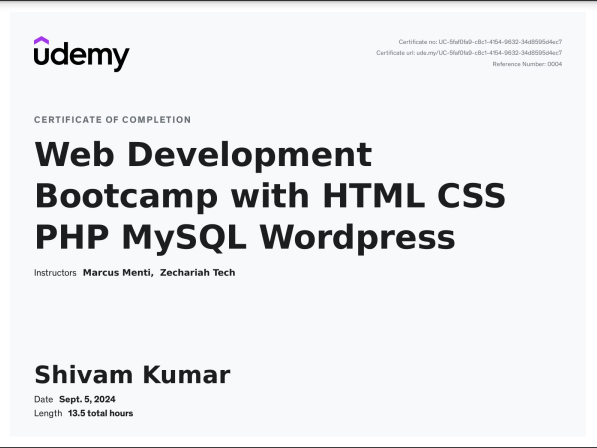 udemy
Certificate no: UC-5faf0fa9-c8c1-4154-9632-34d8595d4ec7
Certificate url: ude.my/UC-5faf0fa9-c8c1-4154-9632-34d8595d4ec7
Reference Number: 0004
CERTIFICATE OF COMPLETION
Web Development
Bootcamp with HTML CSS
PHP MySQL Wordpress
Instructors Marcus Menti, Zechariah Tech
Shivam Kumar
Date Sept. 5, 2024
Length 13.5 total hours